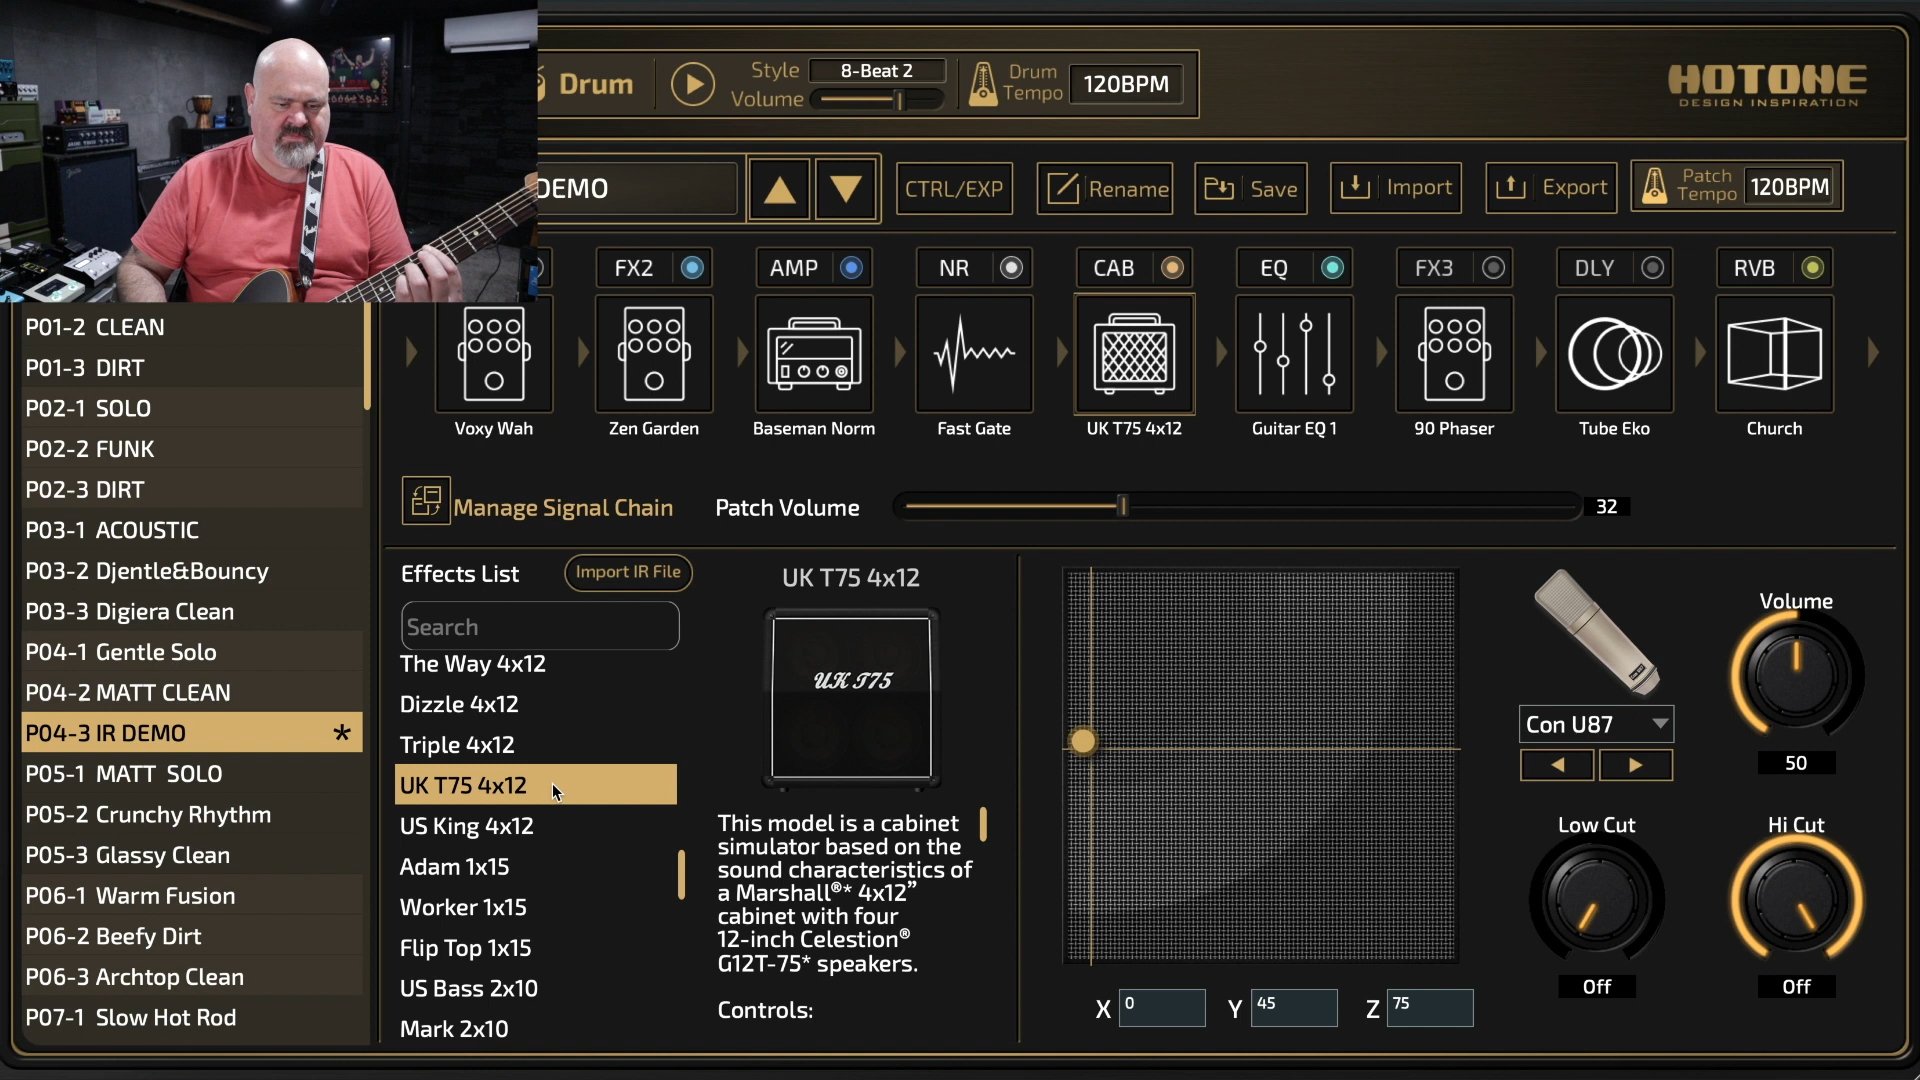 Drum
Style
8-Beat 2
Volume
Drum
Tempo
120BPM
HOTONE
DESIGN INSPIRATION
DEMO
CTRL/EXP
Rename
Save
Import
Export
Patch
Tempo
120BPM
FX2
AMP
NR
CAB
EQ
FX3
DLY
RVB
Voxy Wah
Zen Garden
Baseman Norm
Fast Gate
UK T75 4x12
Guitar EQ 1
90 Phaser
Tube Eko
Church
P01-2 CLEAN
P01-3 DIRT
P02-1 SOLO
P02-2 FUNK
P02-3 DIRT
P03-1 ACOUSTIC
P03-2 Djentle&Bouncy
P03-3 Digiera Clean
P04-1 Gentle Solo
P04-2 MATT CLEAN
P04-3 IR DEMO *
P05-1 MATT SOLO
P05-2 Crunchy Rhythm
P05-3 Glassy Clean
P06-1 Warm Fusion
P06-2 Beefy Dirt
P06-3 Archtop Clean
P07-1 Slow Hot Rod
Manage Signal Chain
Patch Volume
32
Effects List
Import IR File
Search
The Way 4x12
Dizzle 4x12
Triple 4x12
UK T75 4x12
US King 4x12
Adam 1x15
Worker 1x15
Flip Top 1x15
US Bass 2x10
Mark 2x10
UK T75 4x12
UK T75
This model is a cabinet
simulator based on the
sound characteristics of
a Marshall®* 4x12”
cabinet with four
12-inch Celestion®
G12T-75* speakers.
Controls:
X 0
Y 45
Z 75
Con U87
Volume
50
Low Cut
Off
Hi Cut
Off